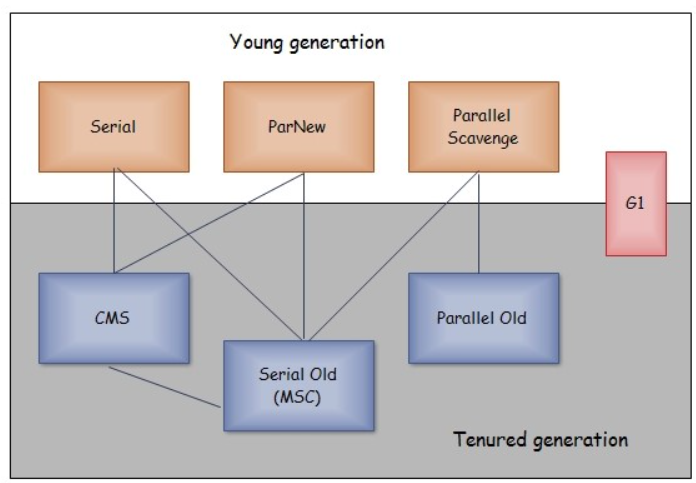 Young generation
Serial
ParNew
Parallel
Scavenge
G1
CMS
Serial Old
(MSC)
Parallel Old
Tenured generation